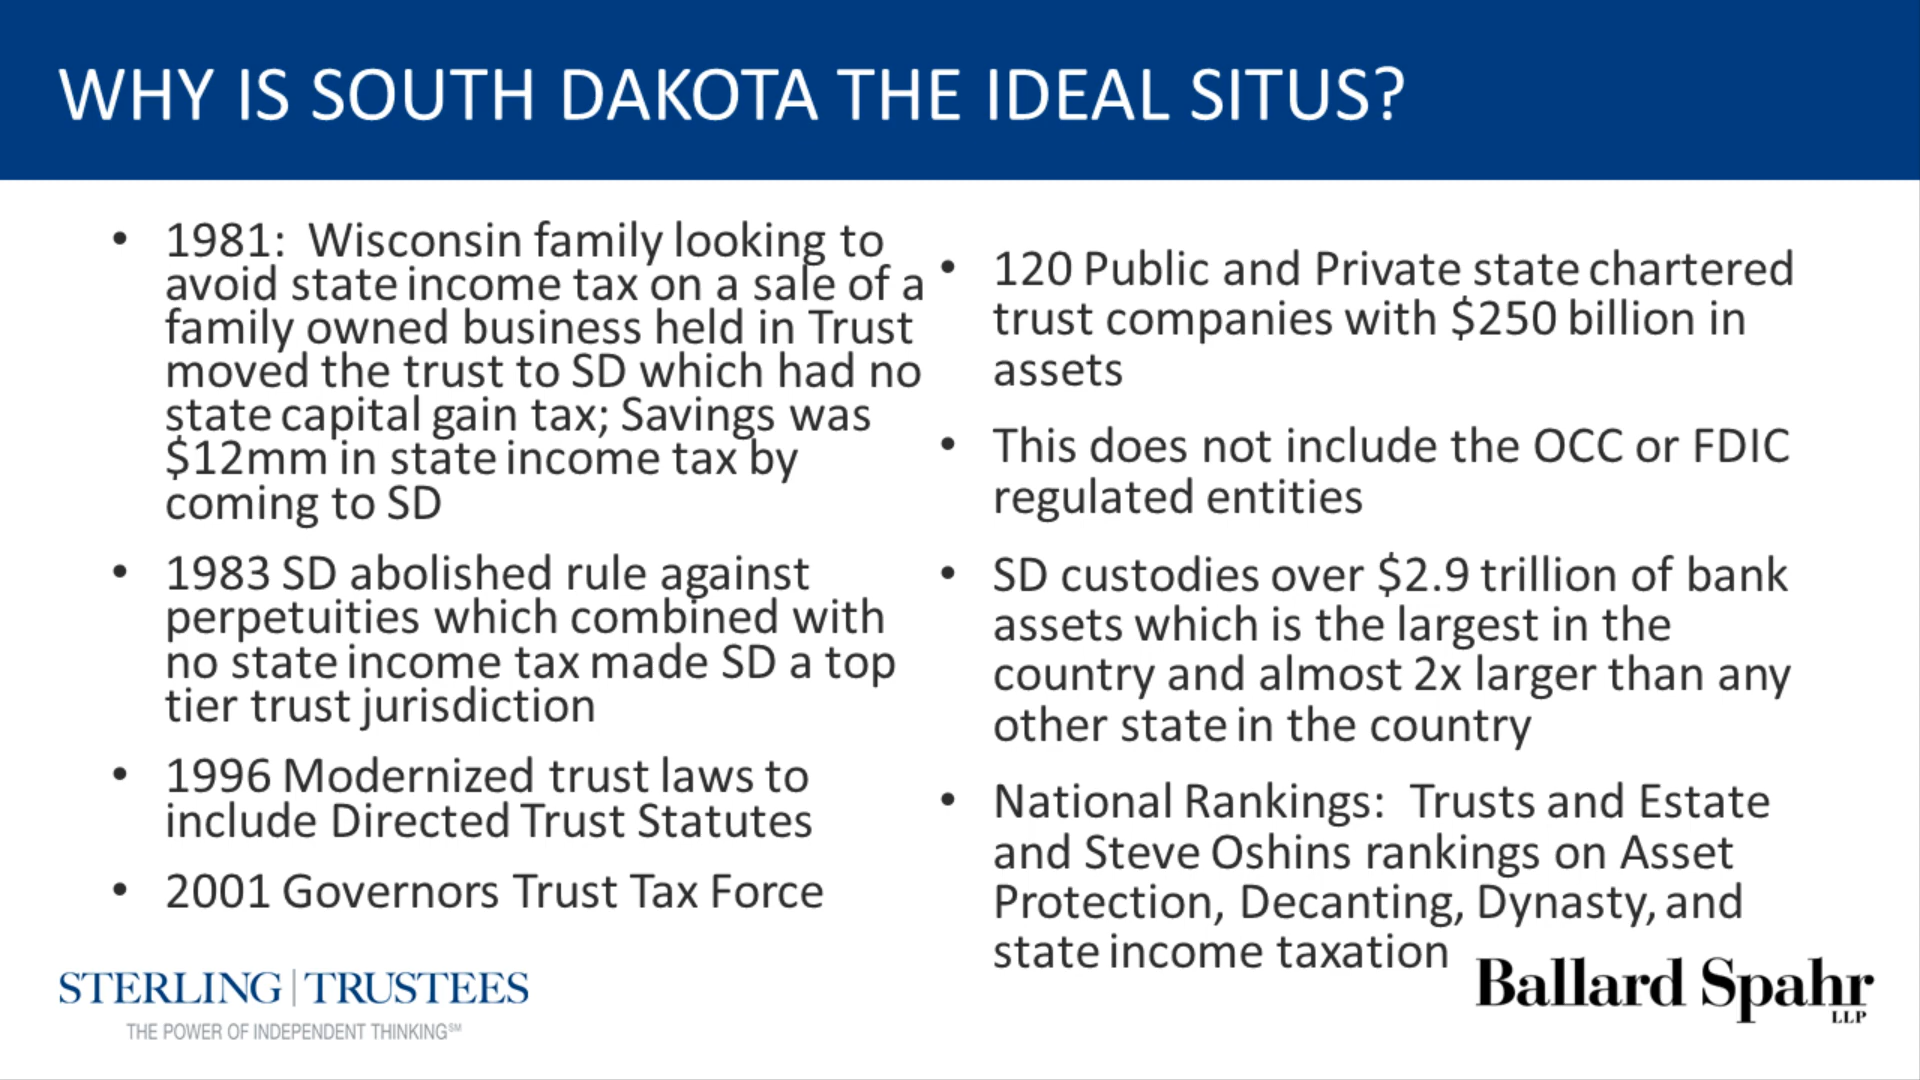 WHY IS SOUTH DAKOTA THE IDEAL SITUS?
• 1981:  Wisconsin family looking to
avoid state income tax on a sale of a
family owned business held in Trust
moved the trust to SD which had no
state capital gain tax; Savings was
$12mm in state income tax by
coming to SD
• 1983 SD abolished rule against
perpetuities which combined with
no state income tax made SD a top
tier trust jurisdiction
• 1996 Modernized trust laws to
include Directed Trust Statutes
• 2001 Governors Trust Tax Force
• 120 Public and Private state chartered
trust companies with $250 billion in
assets
• This does not include the OCC or FDIC
regulated entities
• SD custodies over $2.9 trillion of bank
assets which is the largest in the
country and almost 2x larger than any
other state in the country
• National Rankings:  Trusts and Estate
and Steve Oshins rankings on Asset
Protection, Decanting, Dynasty, and
state income taxation
STERLING | TRUSTEES
THE POWER OF INDEPENDENT THINKING℠
Ballard Spahr
LLP